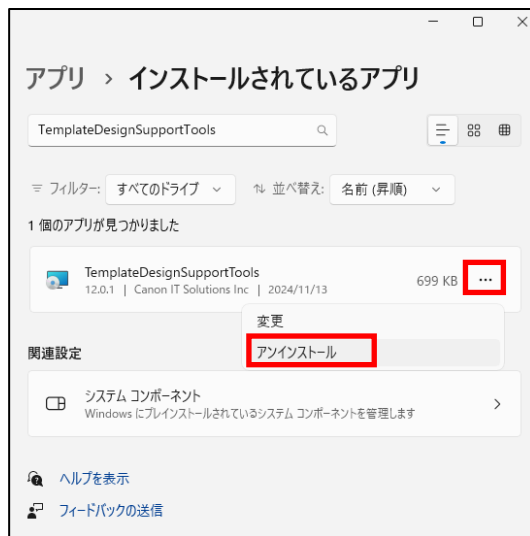 アプリ › インストールされているアプリ
TemplateDesignSupportTools
フィルター: すべてのドライブ 並べ替え: 名前 (昇順)
1 個のアプリが見つかりました
TemplateDesignSupportTools
12.0.1 | Canon IT Solutions Inc | 2024/11/13
699 KB
変更
アンインストール
関連設定
システム コンポーネント
Windows にプレインストールされているシステム コンポーネントを管理します
ヘルプを表示
フィードバックの送信